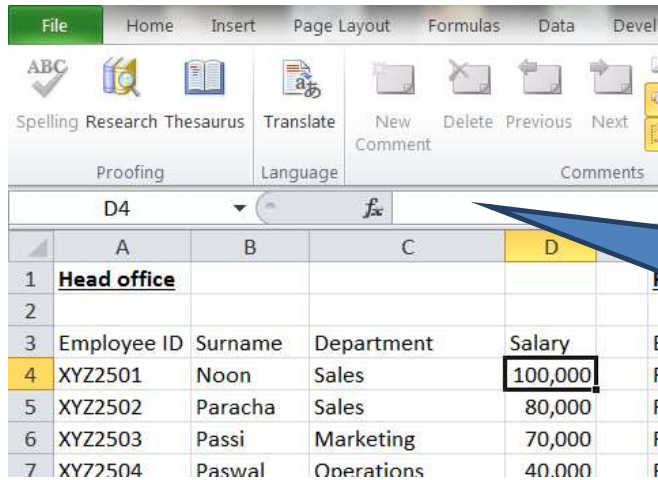 File Home Insert Page Layout Formulas Data Devel
ABC
Spelling Research Thesaurus Translate New Comment Delete Previous Next
Proofing Language Comments
D4 fx
A B C D
1 Head office
2
3 Employee ID Surname Department Salary
4 XYZ2501 Noon Sales 100,000
5 XYZ2502 Paracha Sales 80,000
6 XYZ2503 Passi Marketing 70,000
7 XYZ2504 Paswal Operations 40,000